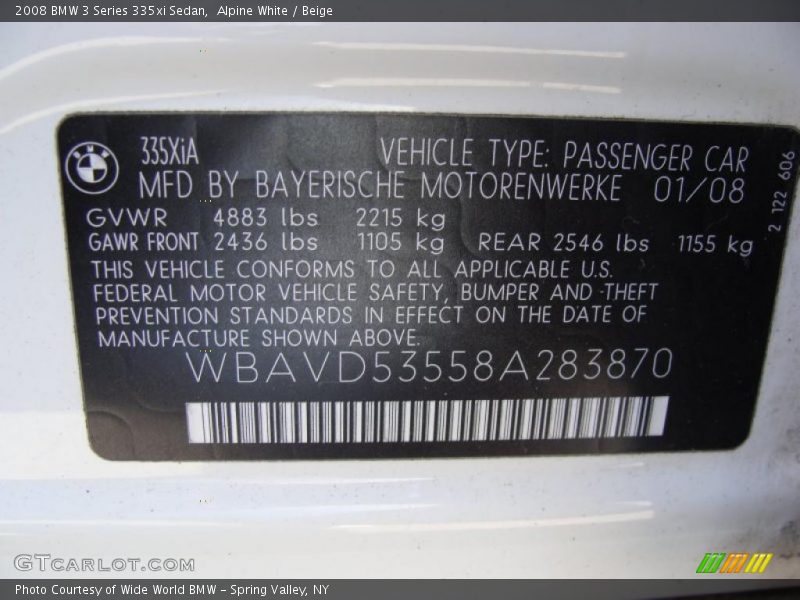 2008 BMW 3 Series 335xi Sedan,  Alpine White / Beige
335XiA VEHICLE TYPE: PASSENGER CAR
MFD BY BAYERISCHE MOTORENWERKE 01/08
2 122 606
GVWR 4883 lbs 2215 kg
GAWR FRONT 2436 lbs 1105 kg REAR 2546 lbs 1155 kg
THIS VEHICLE CONFORMS TO ALL APPLICABLE U.S.
FEDERAL MOTOR VEHICLE SAFETY, BUMPER AND THEFT
PREVENTION STANDARDS IN EFFECT ON THE DATE OF
MANUFACTURE SHOWN ABOVE.
WBAVD53558A283870
GTCARLOT.COM
Photo Courtesy of Wide World BMW - Spring Valley, NY